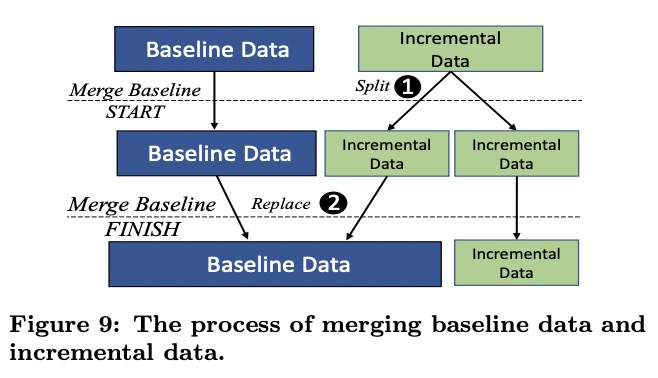 Baseline Data
Incremental
Data
Split 1
Merge Baseline
START
Baseline Data
Incremental
Data
Incremental
Data
Merge Baseline
Replace 2
FINISH
Baseline Data
Incremental
Data
Figure 9: The process of merging baseline data and
incremental data.